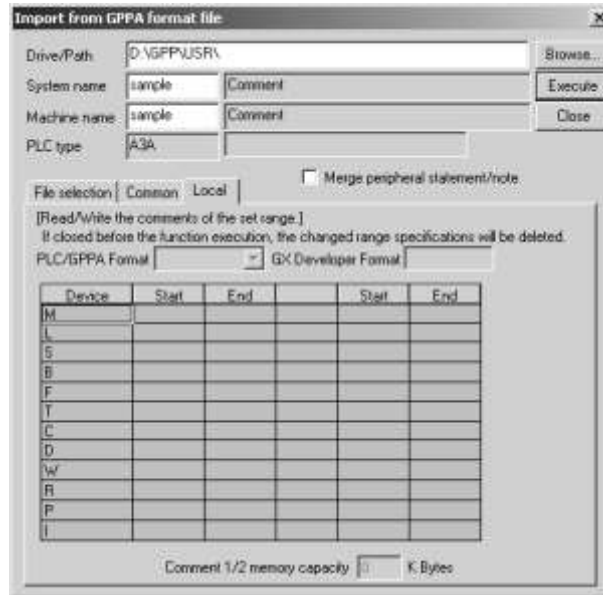 Import from GPPA format file
Drive/Path D:\GPP\USR\ Browse...
System name sample Comment Execute
Machine name sample Comment Close
PLC type A3A
Merge peripheral statement/note
File selection Common Local
[Read/Write the comments of the set range.]
If closed before the function execution, the changed range specifications will be deleted.
PLC/GPPA Format GX Developer Format
Device Start End Start End
M
L
S
B
F
T
C
D
W
R
P
I
Comment 1/2 memory capacity 0 K Bytes